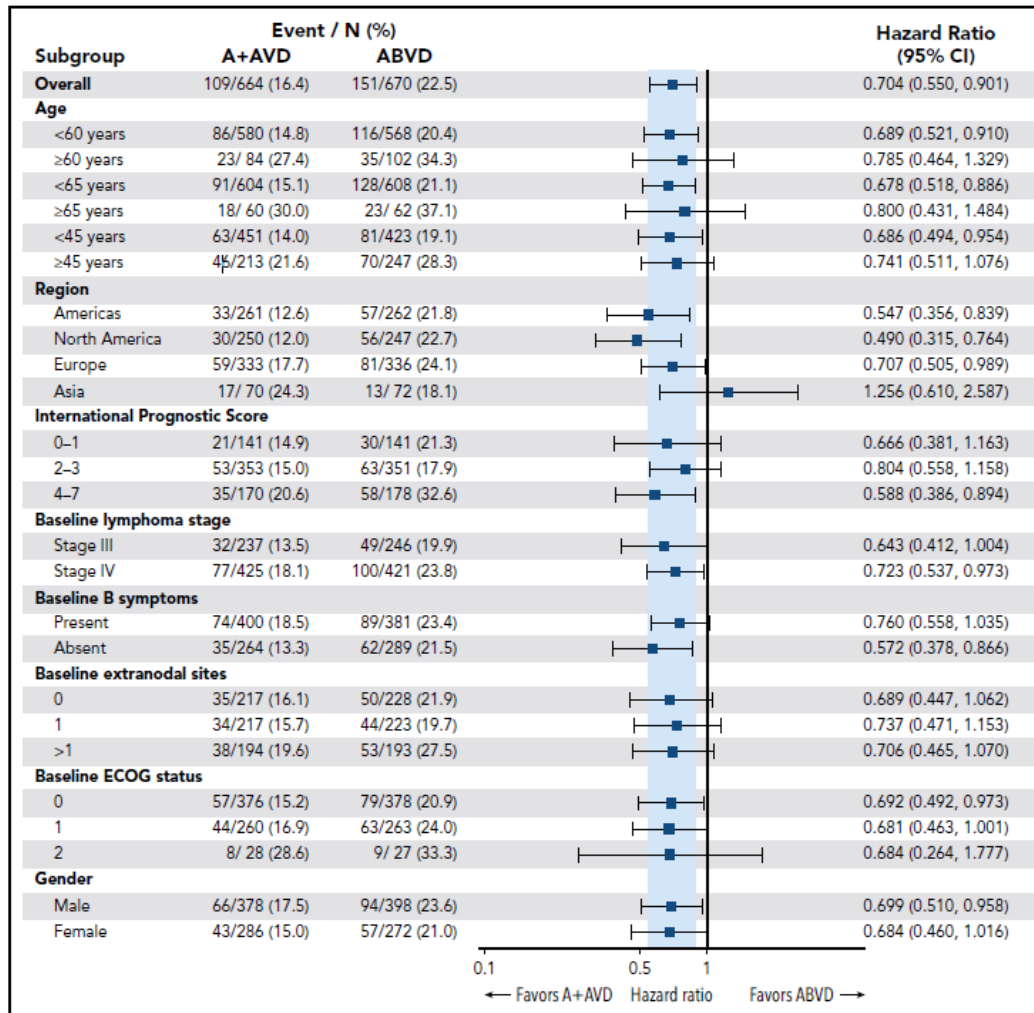 Event / N (%) Hazard Ratio
Subgroup A+AVD ABVD (95% CI)
Overall 109/664 (16.4) 151/670 (22.5) 0.704 (0.550, 0.901)
Age
<60 years 86/580 (14.8) 116/568 (20.4) 0.689 (0.521, 0.910)
≥60 years 23/ 84 (27.4) 35/102 (34.3) 0.785 (0.464, 1.329)
<65 years 91/604 (15.1) 128/608 (21.1) 0.678 (0.518, 0.886)
≥65 years 18/ 60 (30.0) 23/ 62 (37.1) 0.800 (0.431, 1.484)
<45 years 63/451 (14.0) 81/423 (19.1) 0.686 (0.494, 0.954)
≥45 years 46/213 (21.6) 70/247 (28.3) 0.741 (0.511, 1.076)
Region
Americas 33/261 (12.6) 57/262 (21.8) 0.547 (0.356, 0.839)
North America 30/250 (12.0) 56/247 (22.7) 0.490 (0.315, 0.764)
Europe 59/333 (17.7) 81/336 (24.1) 0.707 (0.505, 0.989)
Asia 17/ 70 (24.3) 13/ 72 (18.1) 1.256 (0.610, 2.587)
International Prognostic Score
0–1 21/141 (14.9) 30/141 (21.3) 0.666 (0.381, 1.163)
2–3 53/353 (15.0) 63/351 (17.9) 0.804 (0.558, 1.158)
4–7 35/170 (20.6) 58/178 (32.6) 0.588 (0.386, 0.894)
Baseline lymphoma stage
Stage III 32/237 (13.5) 49/246 (19.9) 0.643 (0.412, 1.004)
Stage IV 77/425 (18.1) 100/421 (23.8) 0.723 (0.537, 0.973)
Baseline B symptoms
Present 74/400 (18.5) 89/381 (23.4) 0.760 (0.558, 1.035)
Absent 35/264 (13.3) 62/289 (21.5) 0.572 (0.378, 0.866)
Baseline extranodal sites
0 35/217 (16.1) 50/228 (21.9) 0.689 (0.447, 1.062)
1 34/217 (15.7) 44/223 (19.7) 0.737 (0.471, 1.153)
>1 38/194 (19.6) 53/193 (27.5) 0.706 (0.465, 1.070)
Baseline ECOG status
0 57/376 (15.2) 79/378 (20.9) 0.692 (0.492, 0.973)
1 44/260 (16.9) 63/263 (24.0) 0.681 (0.463, 1.001)
2 8/ 28 (28.6) 9/ 27 (33.3) 0.684 (0.264, 1.777)
Gender
Male 66/378 (17.5) 94/398 (23.6) 0.699 (0.510, 0.958)
Female 43/286 (15.0) 57/272 (21.0) 0.684 (0.460, 1.016)
0.1 0.5 1
← Favors A+AVD Hazard ratio Favors ABVD →